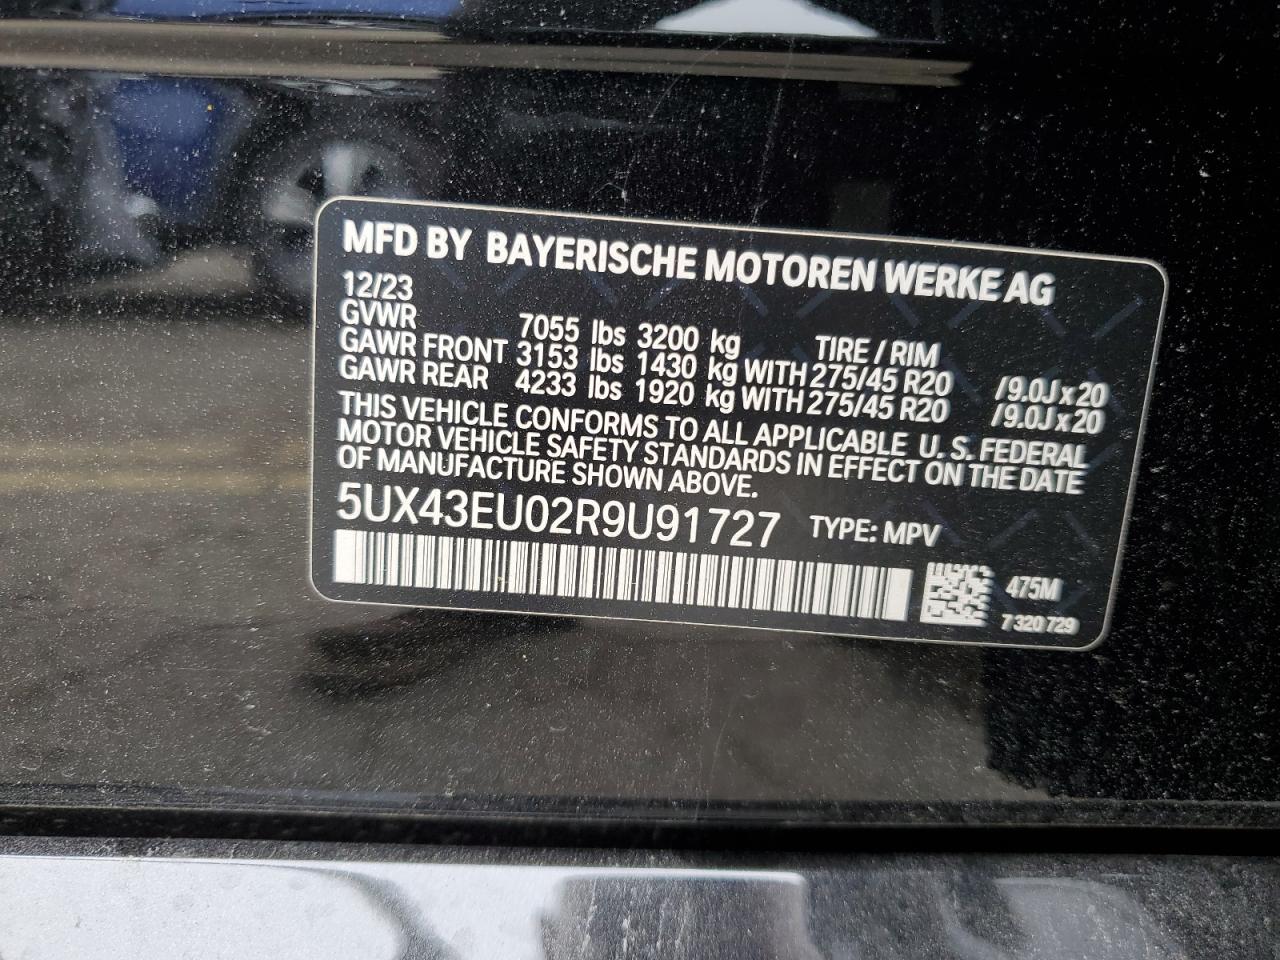 MFD BY BAYERISCHE MOTOREN WERKE AG
12/23
GVWR 7055 lbs 3200 kg TIRE / RIM
GAWR FRONT 3153 lbs 1430 kg WITH 275/45 R20 /9.0J x 20
GAWR REAR 4233 lbs 1920 kg WITH 275/45 R20 /9.0J x 20
THIS VEHICLE CONFORMS TO ALL APPLICABLE U. S. FEDERAL
MOTOR VEHICLE SAFETY STANDARDS IN EFFECT ON THE DATE
OF MANUFACTURE SHOWN ABOVE.
5UX43EU02R9U91727 TYPE: MPV
475M
7 320 729